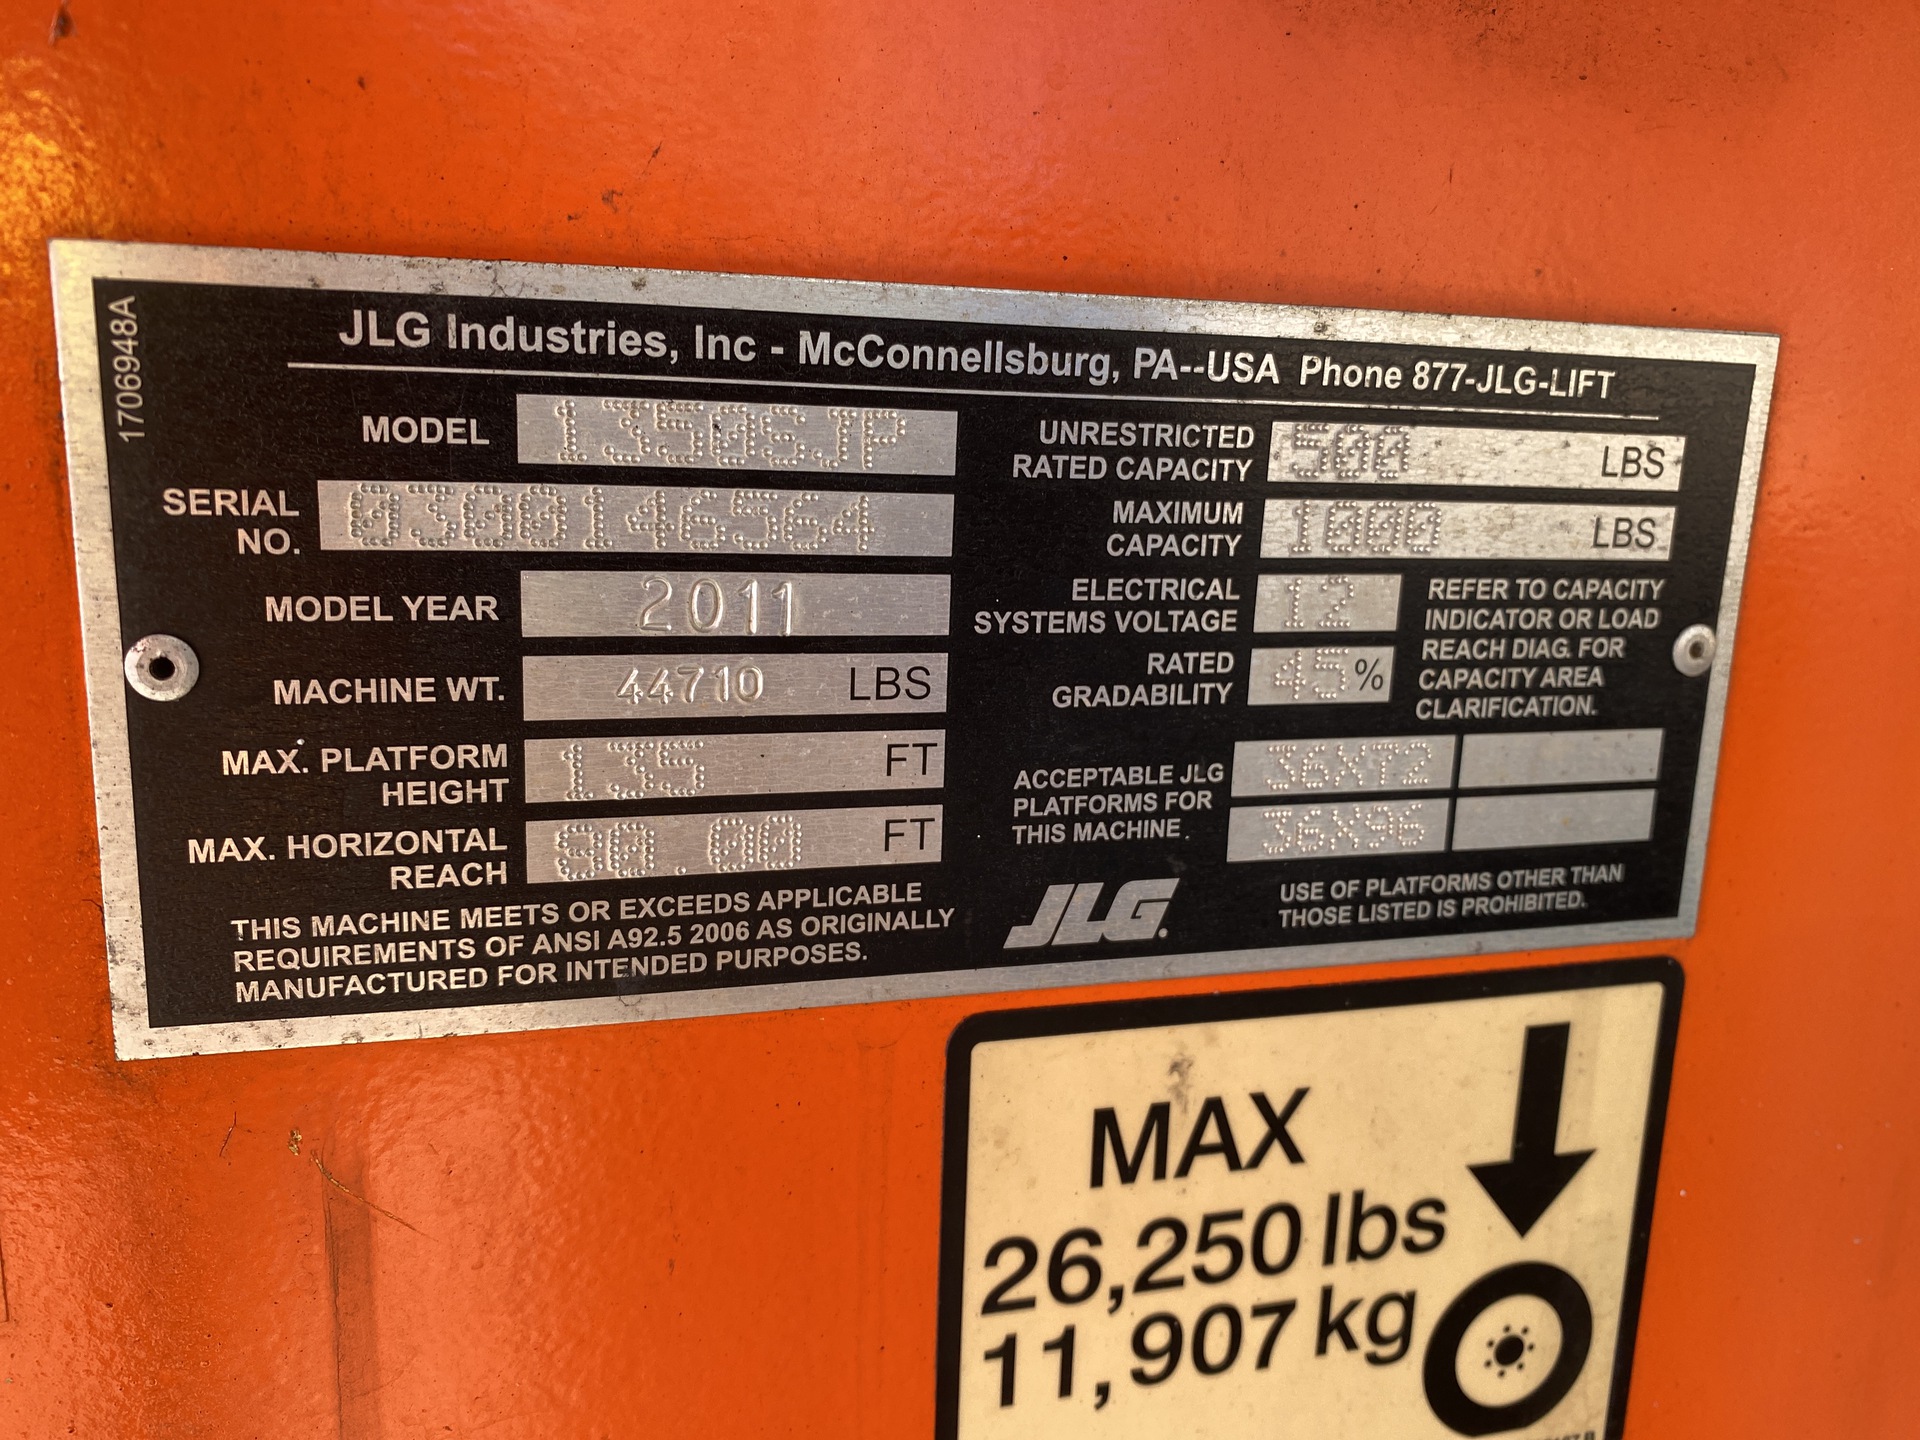 1706948A
JLG Industries, Inc - McConnellsburg, PA--USA Phone 877-JLG-LIFT
MODEL 1350SJP
SERIAL
NO. 0300146564
MODEL YEAR 2011
MACHINE WT. 44710 LBS
MAX. PLATFORM
HEIGHT 135 FT
MAX. HORIZONTAL
REACH 80.00 FT
THIS MACHINE MEETS OR EXCEEDS APPLICABLE
REQUIREMENTS OF ANSI A92.5 2006 AS ORIGINALLY
MANUFACTURED FOR INTENDED PURPOSES.
UNRESTRICTED
RATED CAPACITY 500 LBS
MAXIMUM
CAPACITY 1000 LBS
ELECTRICAL
SYSTEMS VOLTAGE 12
RATED
GRADABILITY 45 %
REFER TO CAPACITY
INDICATOR OR LOAD
REACH DIAG. FOR
CAPACITY AREA
CLARIFICATION.
ACCEPTABLE JLG
PLATFORMS FOR
THIS MACHINE.
36X72
36X96
JLG.
USE OF PLATFORMS OTHER THAN
THOSE LISTED IS PROHIBITED.
MAX
26,250 lbs
11,907 kg